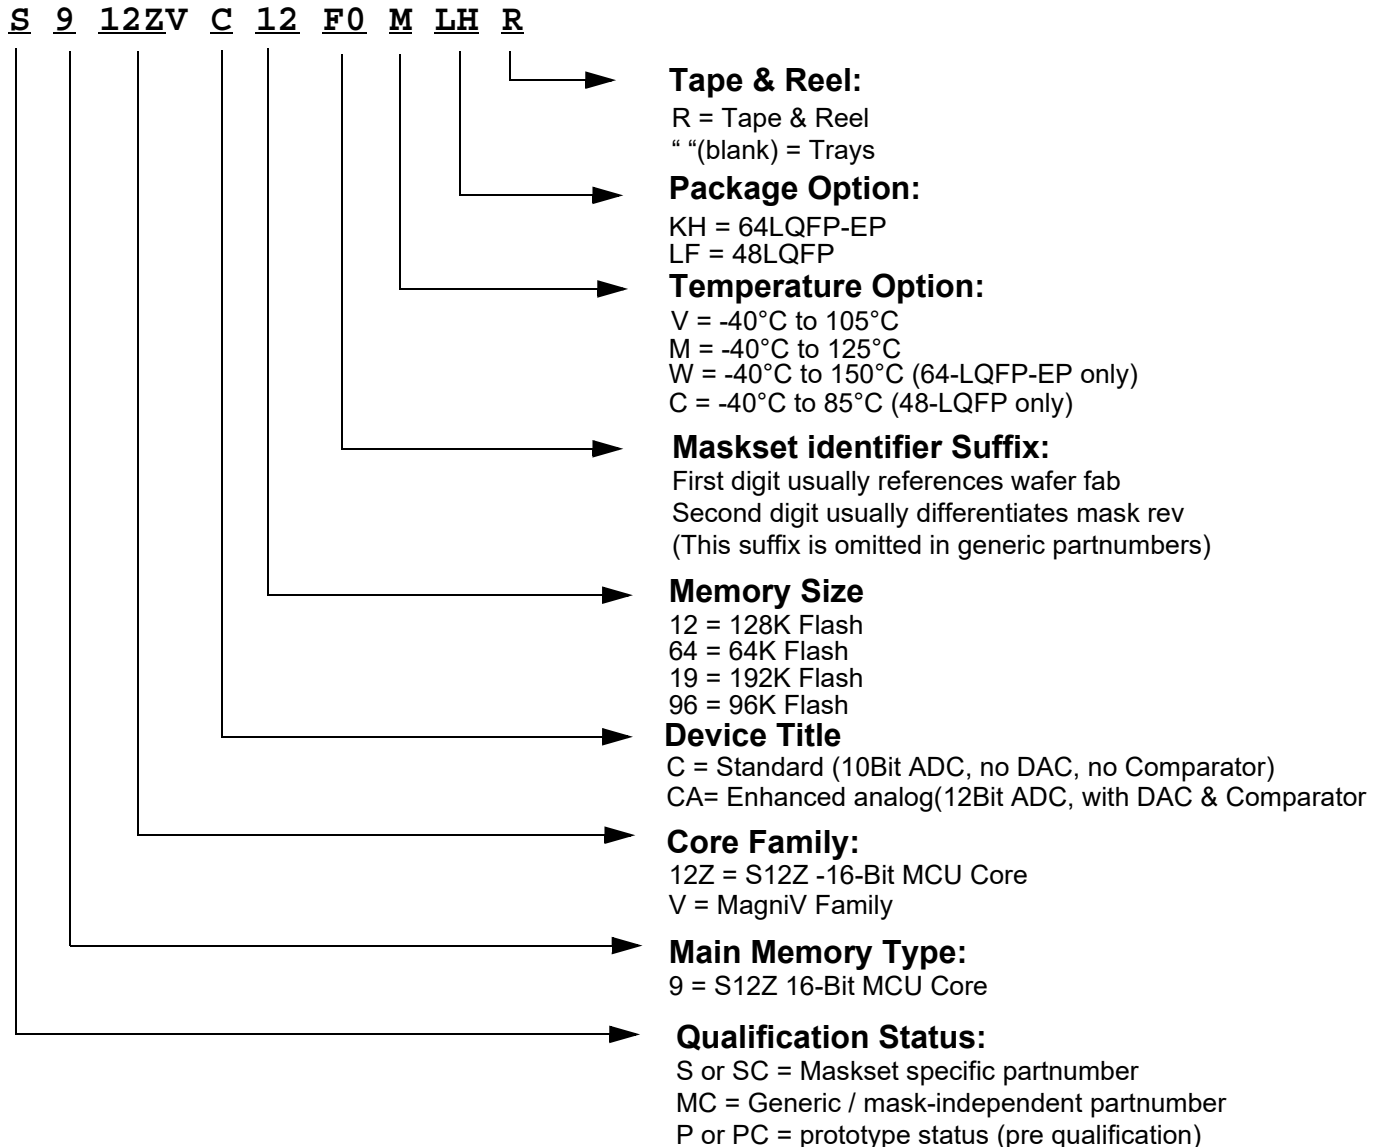 S 9 12ZV C 12 F0 M LH R
Tape & Reel:
R = Tape & Reel
“ “(blank) = Trays
Package Option:
KH = 64LQFP-EP
LF = 48LQFP
Temperature Option:
V = -40°C to 105°C
M = -40°C to 125°C
W = -40°C to 150°C (64-LQFP-EP only)
C = -40°C to 85°C (48-LQFP only)
Maskset identifier Suffix:
First digit usually references wafer fab
Second digit usually differentiates mask rev
(This suffix is omitted in generic partnumbers)
Memory Size
12 = 128K Flash
64 = 64K Flash
19 = 192K Flash
96 = 96K Flash
Device Title
C = Standard (10Bit ADC, no DAC, no Comparator)
CA= Enhanced analog(12Bit ADC, with DAC & Comparator
Core Family:
12Z = S12Z -16-Bit MCU Core
V = MagniV Family
Main Memory Type:
9 = S12Z 16-Bit MCU Core
Qualification Status:
S or SC = Maskset specific partnumber
MC = Generic / mask-independent partnumber
P or PC = prototype status (pre qualification)